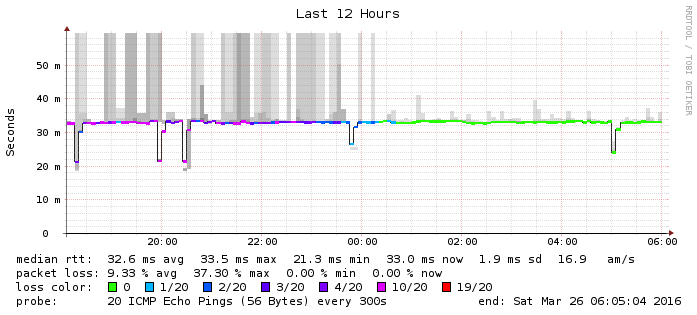 Last 12 Hours
RRDTOOL / TOBI OETIKER
Seconds
50 m
40 m
30 m
20 m
10 m
0
20:00 22:00 00:00 02:00 04:00 06:00
median rtt: 32.6 ms avg 33.5 ms max 21.3 ms min 33.0 ms now 1.9 ms sd 16.9 am/s
packet loss: 9.33 % avg 37.30 % max 0.00 % min 0.00 % now
loss color: 0 1/20 2/20 3/20 4/20 10/20 19/20
probe: 20 ICMP Echo Pings (56 Bytes) every 300s end: Sat Mar 26 06:05:04 2016